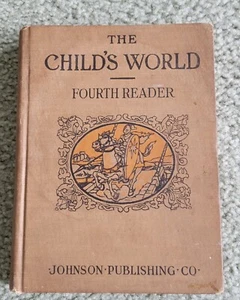 THE
CHILD'S WORLD
FOURTH READER
JOHNSON·PUBLISHING·CO·